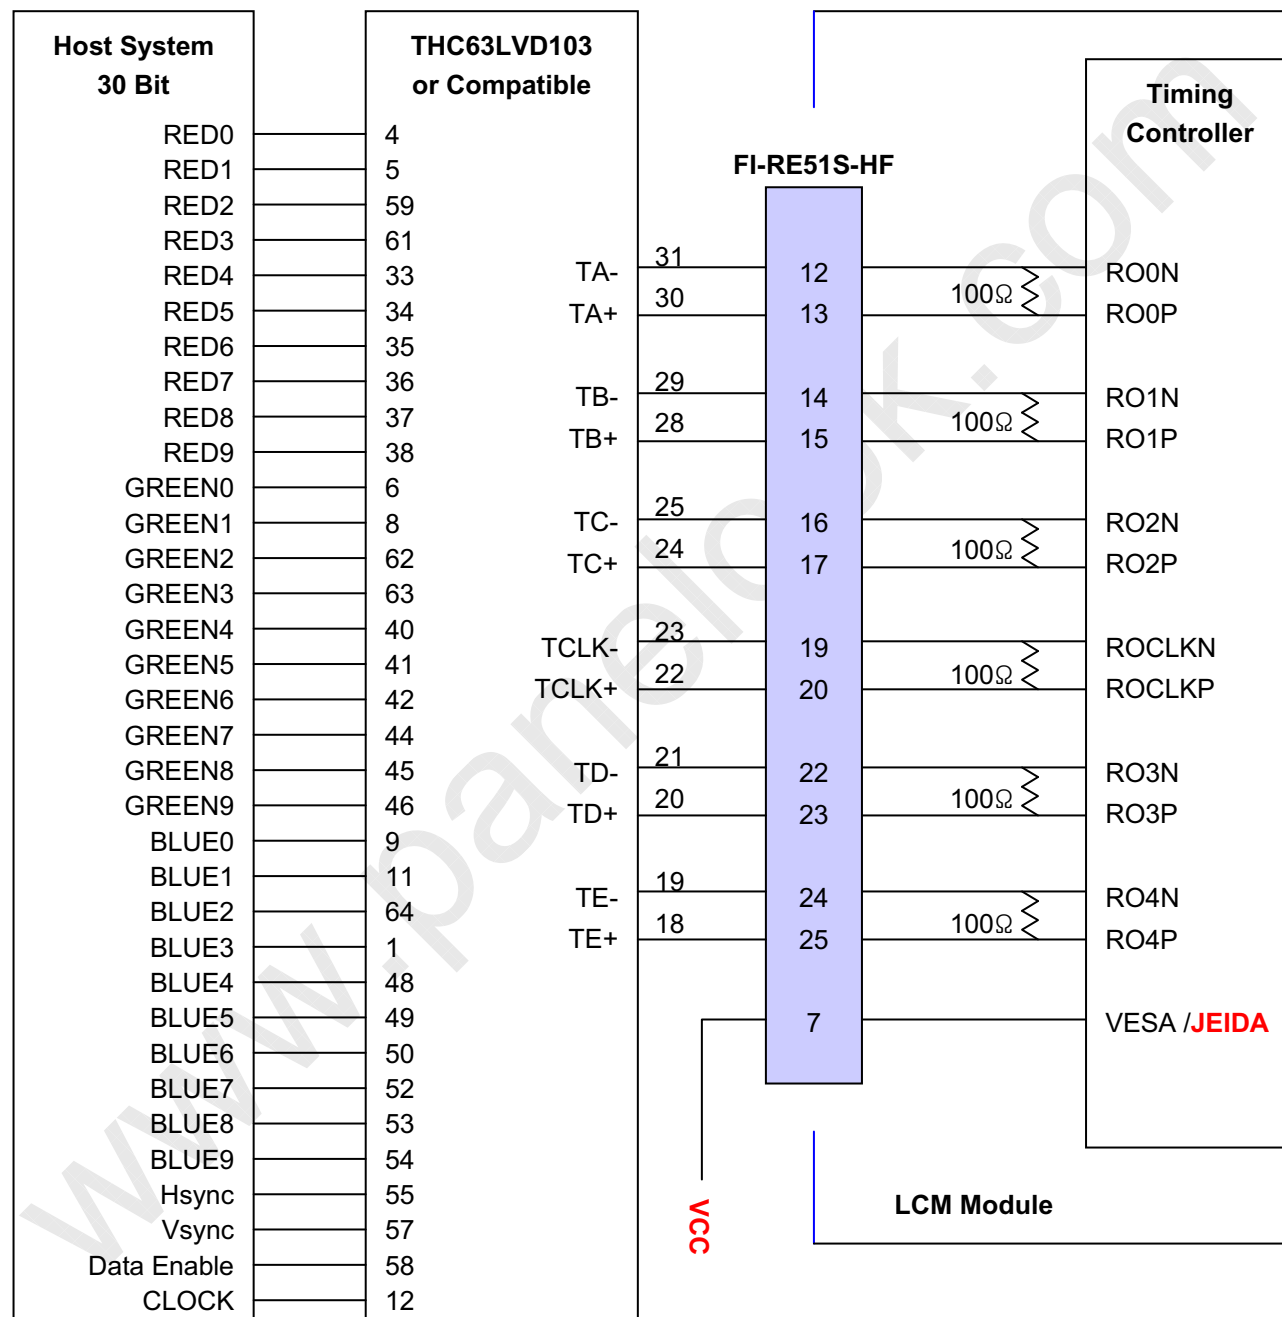 Host System
30 Bit
RED0 4
RED1 5
RED2 59
RED3 61
RED4 33
RED5 34
RED6 35
RED7 36
RED8 37
RED9 38
GREEN0 6
GREEN1 8
GREEN2 62
GREEN3 63
GREEN4 40
GREEN5 41
GREEN6 42
GREEN7 44
GREEN8 45
GREEN9 46
BLUE0 9
BLUE1 11
BLUE2 64
BLUE3 1
BLUE4 48
BLUE5 49
BLUE6 50
BLUE7 52
BLUE8 53
BLUE9 54
Hsync 55
Vsync 57
Data Enable 58
CLOCK 12
THC63LVD103
or Compatible
FI-RE51S-HF
Timing
Controller
TA- 31 12 RO0N
100Ω
TA+ 30 13 RO0P
TB- 29 14 RO1N
100Ω
TB+ 28 15 RO1P
TC- 25 16 RO2N
100Ω
TC+ 24 17 RO2P
TCLK- 23 19 ROCLKN
100Ω
TCLK+ 22 20 ROCLKP
TD- 21 22 RO3N
100Ω
TD+ 20 23 RO3P
TE- 19 24 RO4N
100Ω
TE+ 18 25 RO4P
7 VESA /JEIDA
VCC
LCM Module
www.panelook.com